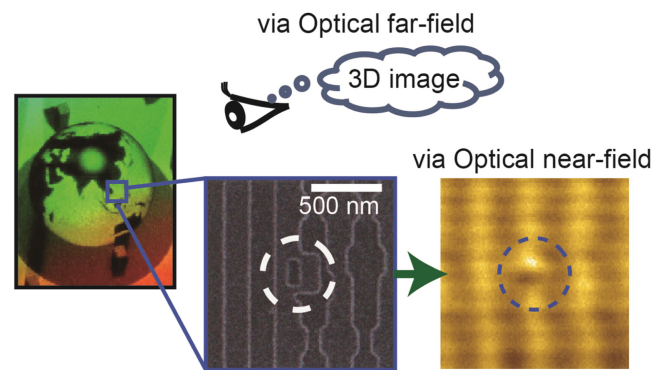 via Optical far-field
3D image
via Optical near-field
500 nm